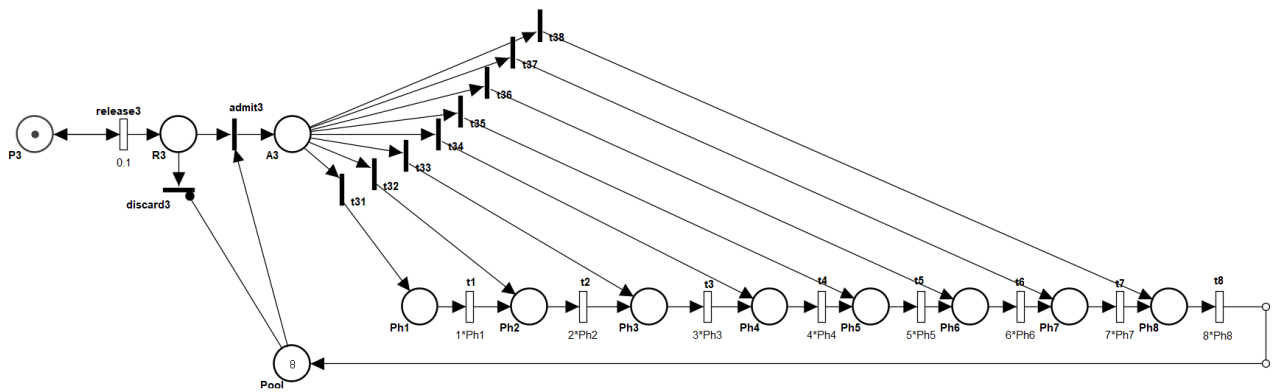 t38
t37
t36
t35
t34
t33
t32
t31
release3
admit3
P3
0.1
R3
A3
discard3
t1
t2
t3
t4
t5
t6
t7
t8
Ph1
Ph2
Ph3
Ph4
Ph5
Ph6
Ph7
Ph8
1*Ph1
2*Ph2
3*Ph3
4*Ph4
5*Ph5
6*Ph6
7*Ph7
8*Ph8
8
Pool